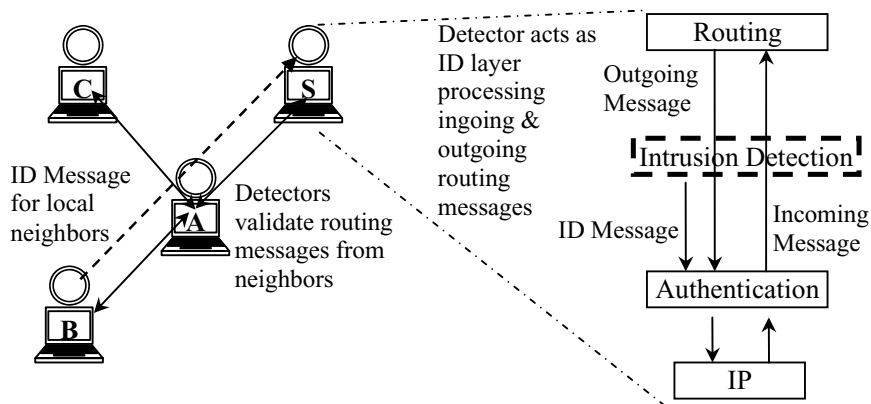 C
S
A
B
ID Message
for local
neighbors
Detectors
validate routing
messages from
neighbors
Detector acts as
ID layer
processing
ingoing &
outgoing
routing
messages
Routing
Outgoing
Message
Intrusion Detection
ID Message
Incoming
Message
Authentication
IP